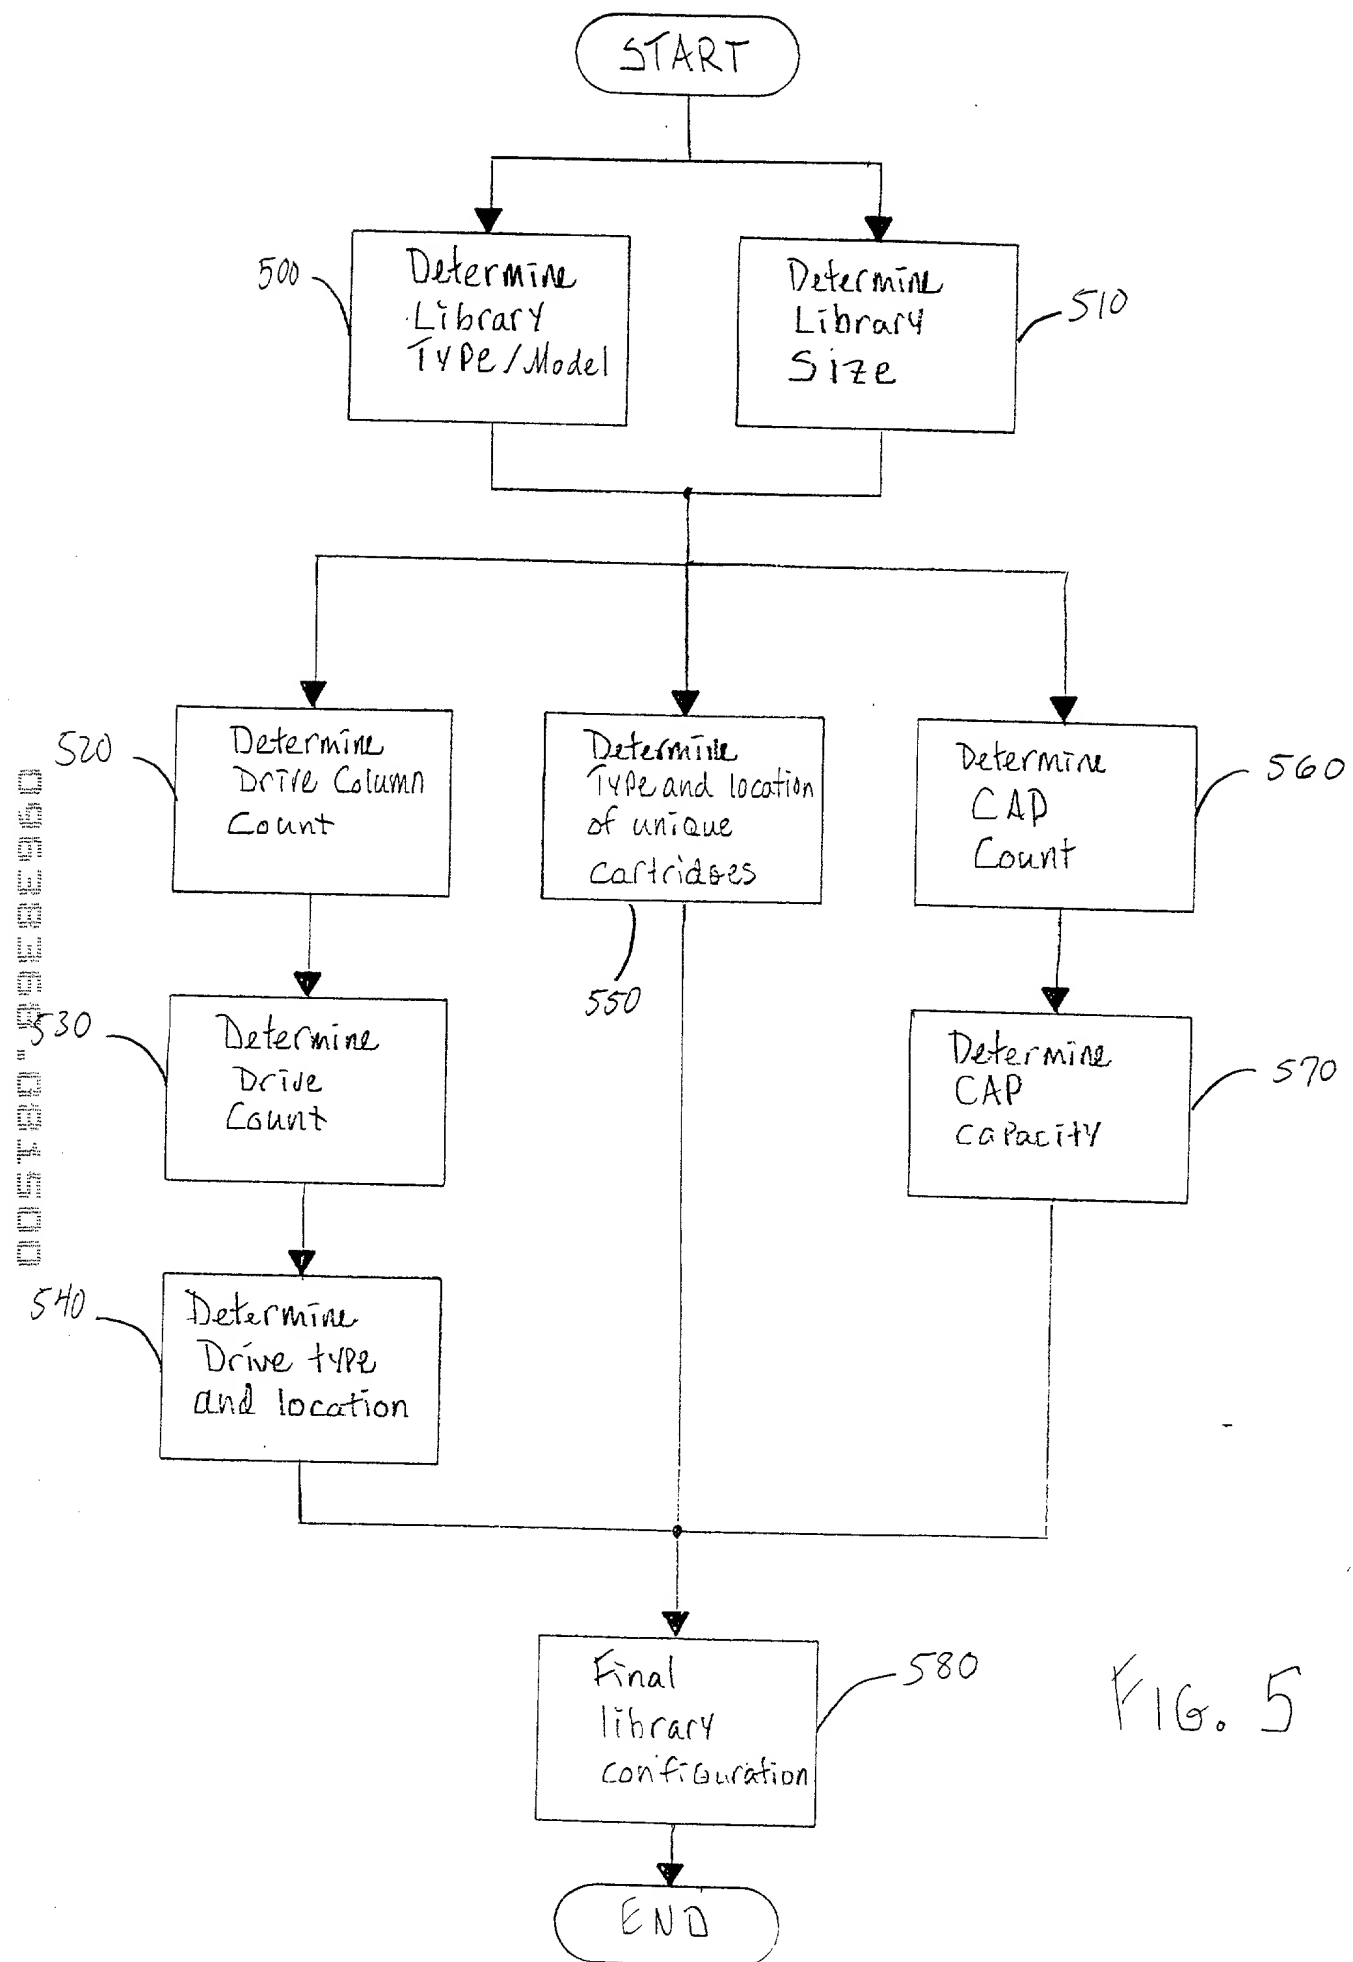 START
500
Determine
Library
Type/Model
Determine
Library
Size
510
520
Determine
Drive Column
Count
Determine
Type and location
of unique
cartridges
550
Determine
CAP
Count
560
530
Determine
Drive
Count
Determine
CAP
capacity
570
540
Determine
Drive type
and location
Final
library
configuration
580
FIG. 5
END